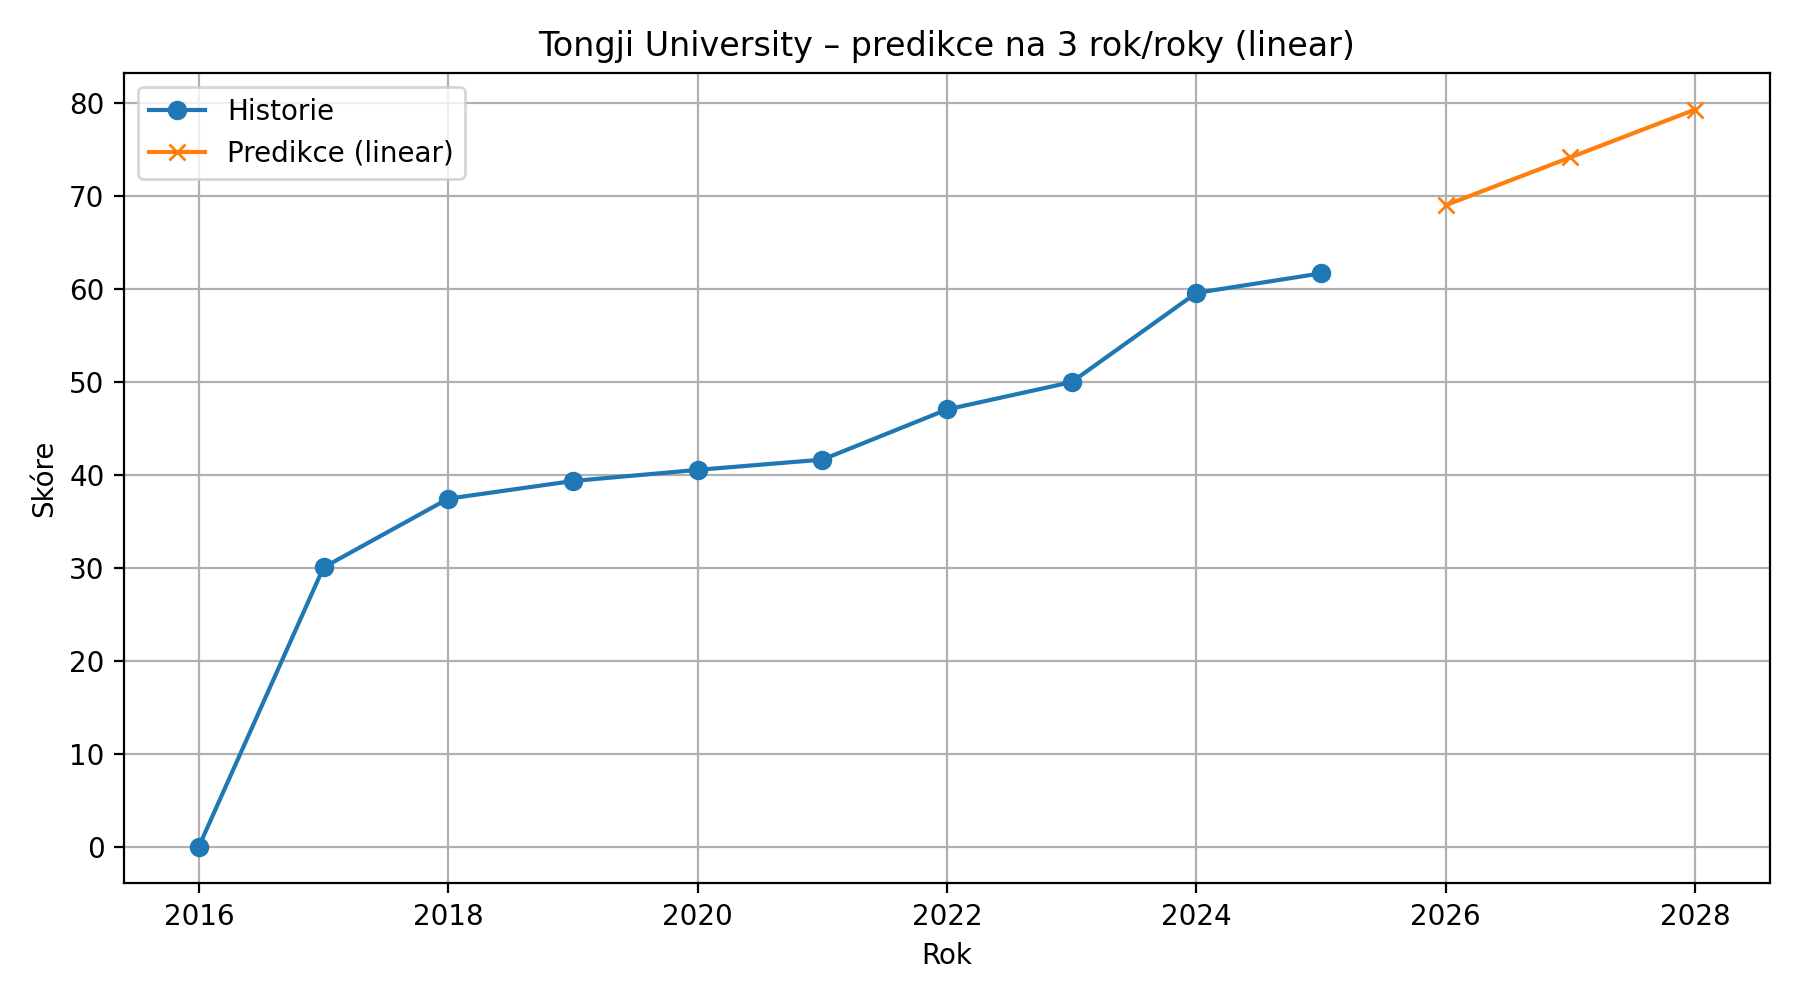 Tongji University – predikce na 3 rok/roky (linear)
Historie
Predikce (linear)
80
70
60
50
40
30
20
10
0
Skóre
2016 2018 2020 2022 2024 2026 2028
Rok